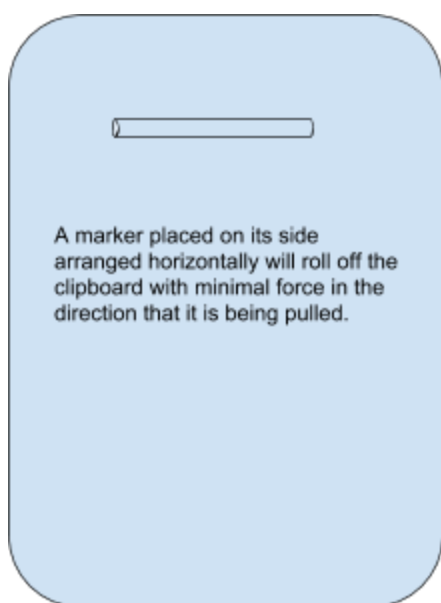 A marker placed on its side
arranged horizontally will roll off the
clipboard with minimal force in the
direction that it is being pulled.